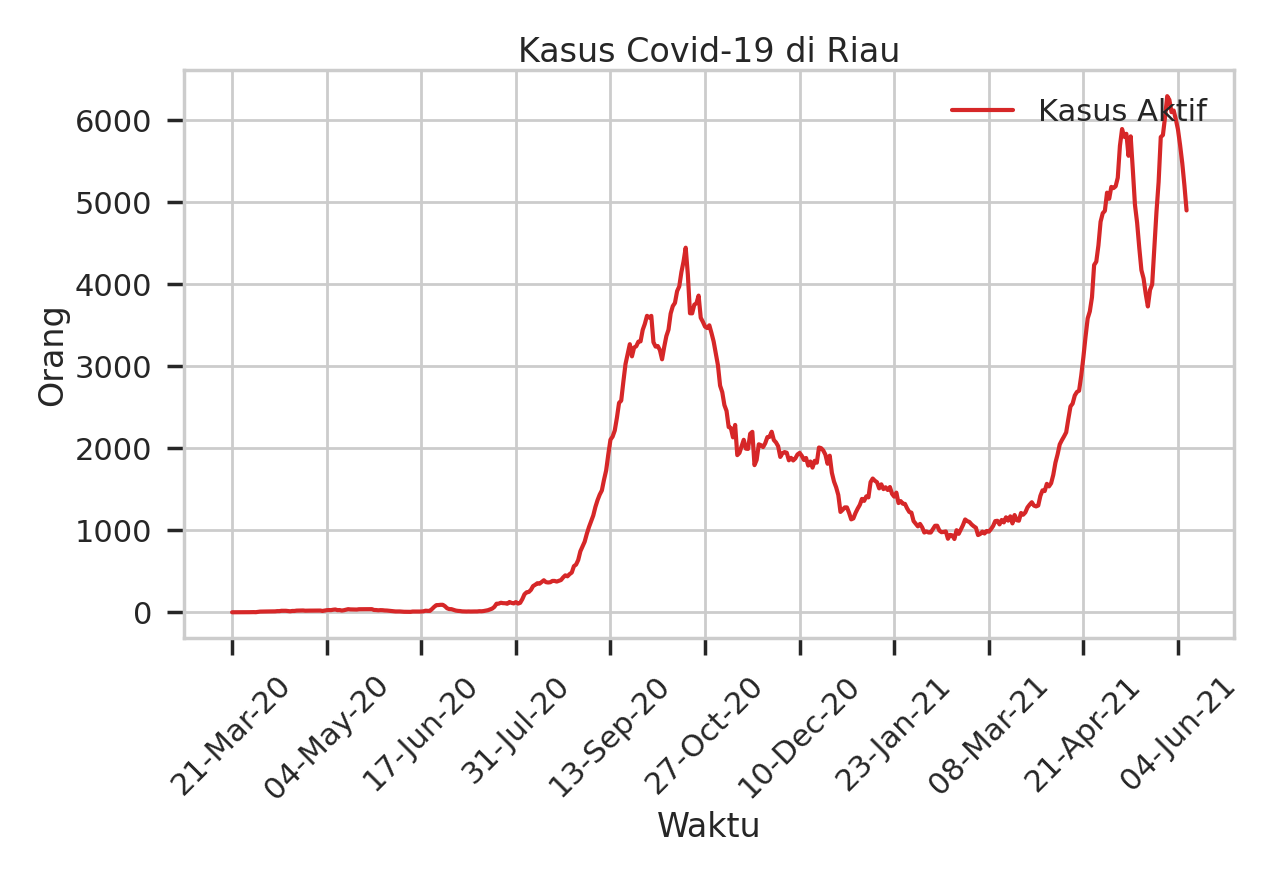 Kasus Covid-19 di Riau
Kasus Aktif
6000
5000
4000
3000
2000
1000
0
Orang
21-Mar-20
04-May-20
17-Jun-20
31-Jul-20
13-Sep-20
27-Oct-20
10-Dec-20
23-Jan-21
08-Mar-21
21-Apr-21
04-Jun-21
Waktu